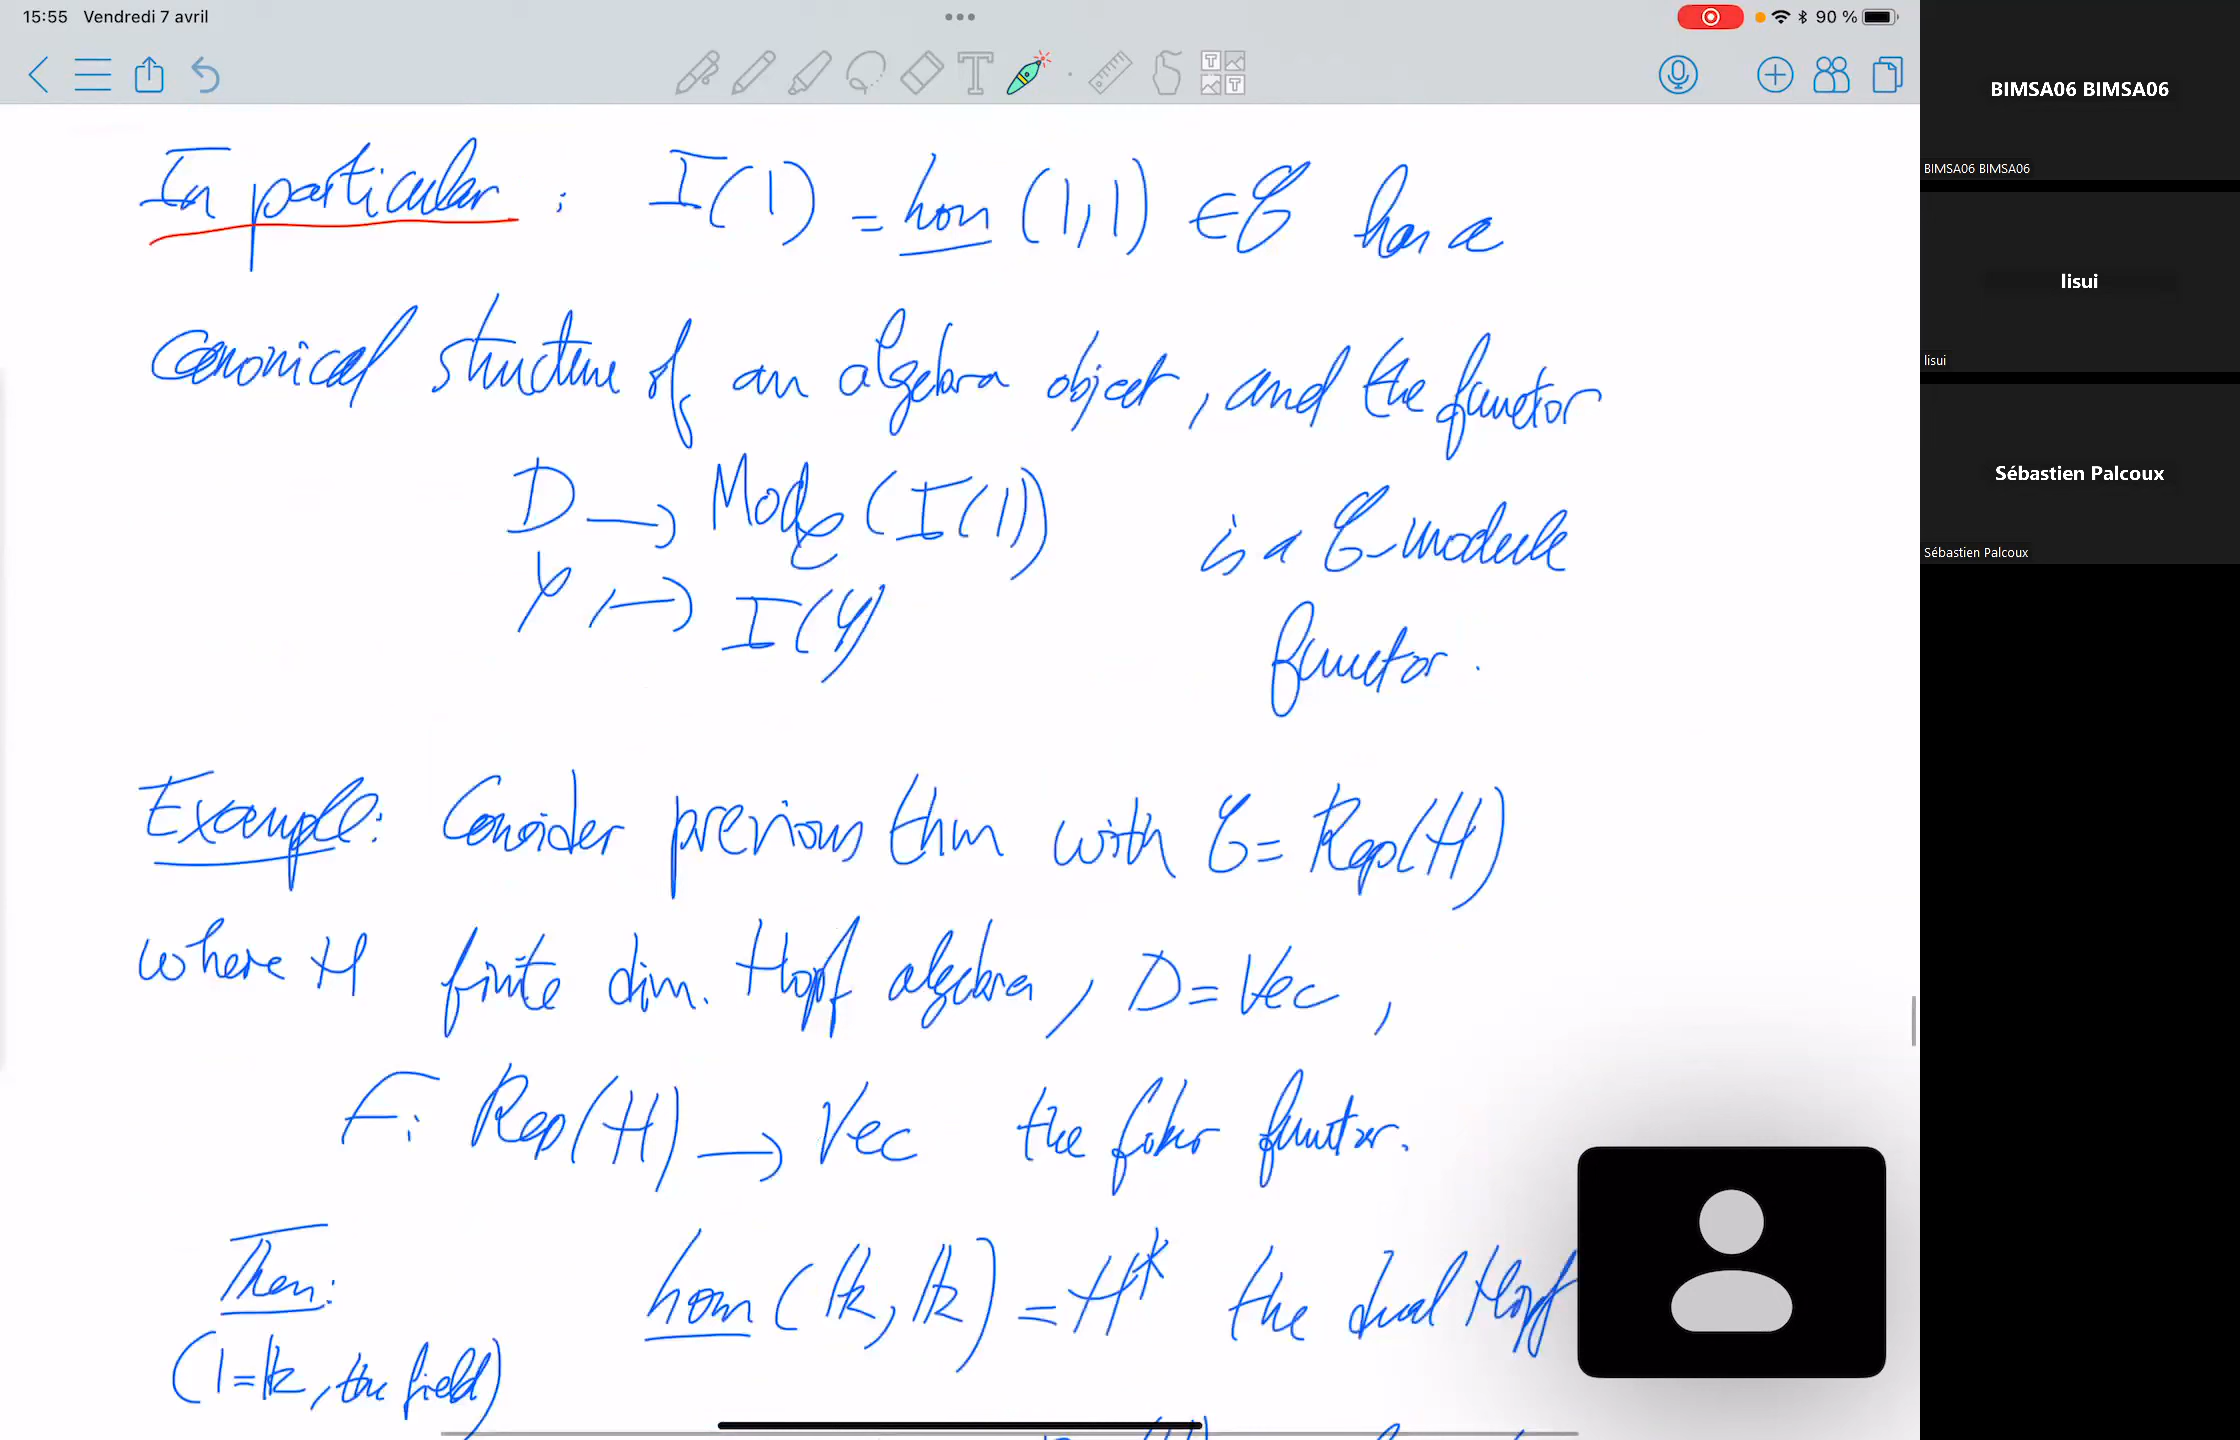 15:55 Vendredi 7 avril
90 %
In particular : I(1) = hom (1,1) ∈ 𝒞 has a
canonical structure of an algebra object, and the functor
D → Mod𝒞 (I(1)) is a 𝒞-module
Y ↦ I(Y) functor.
Example: Consider previous thm with 𝒞 = Rep(H)
where H finite dim. Hopf algebra, D = Vec,
F: Rep(H) → Vec the fiber functor.
Then: hom (𝕜, 𝕜) = H* the dual Hopf
(1=𝕜, the field)
BIMSA06 BIMSA06
BIMSA06 BIMSA06
lisui
lisui
Sébastien Palcoux
Sébastien Palcoux